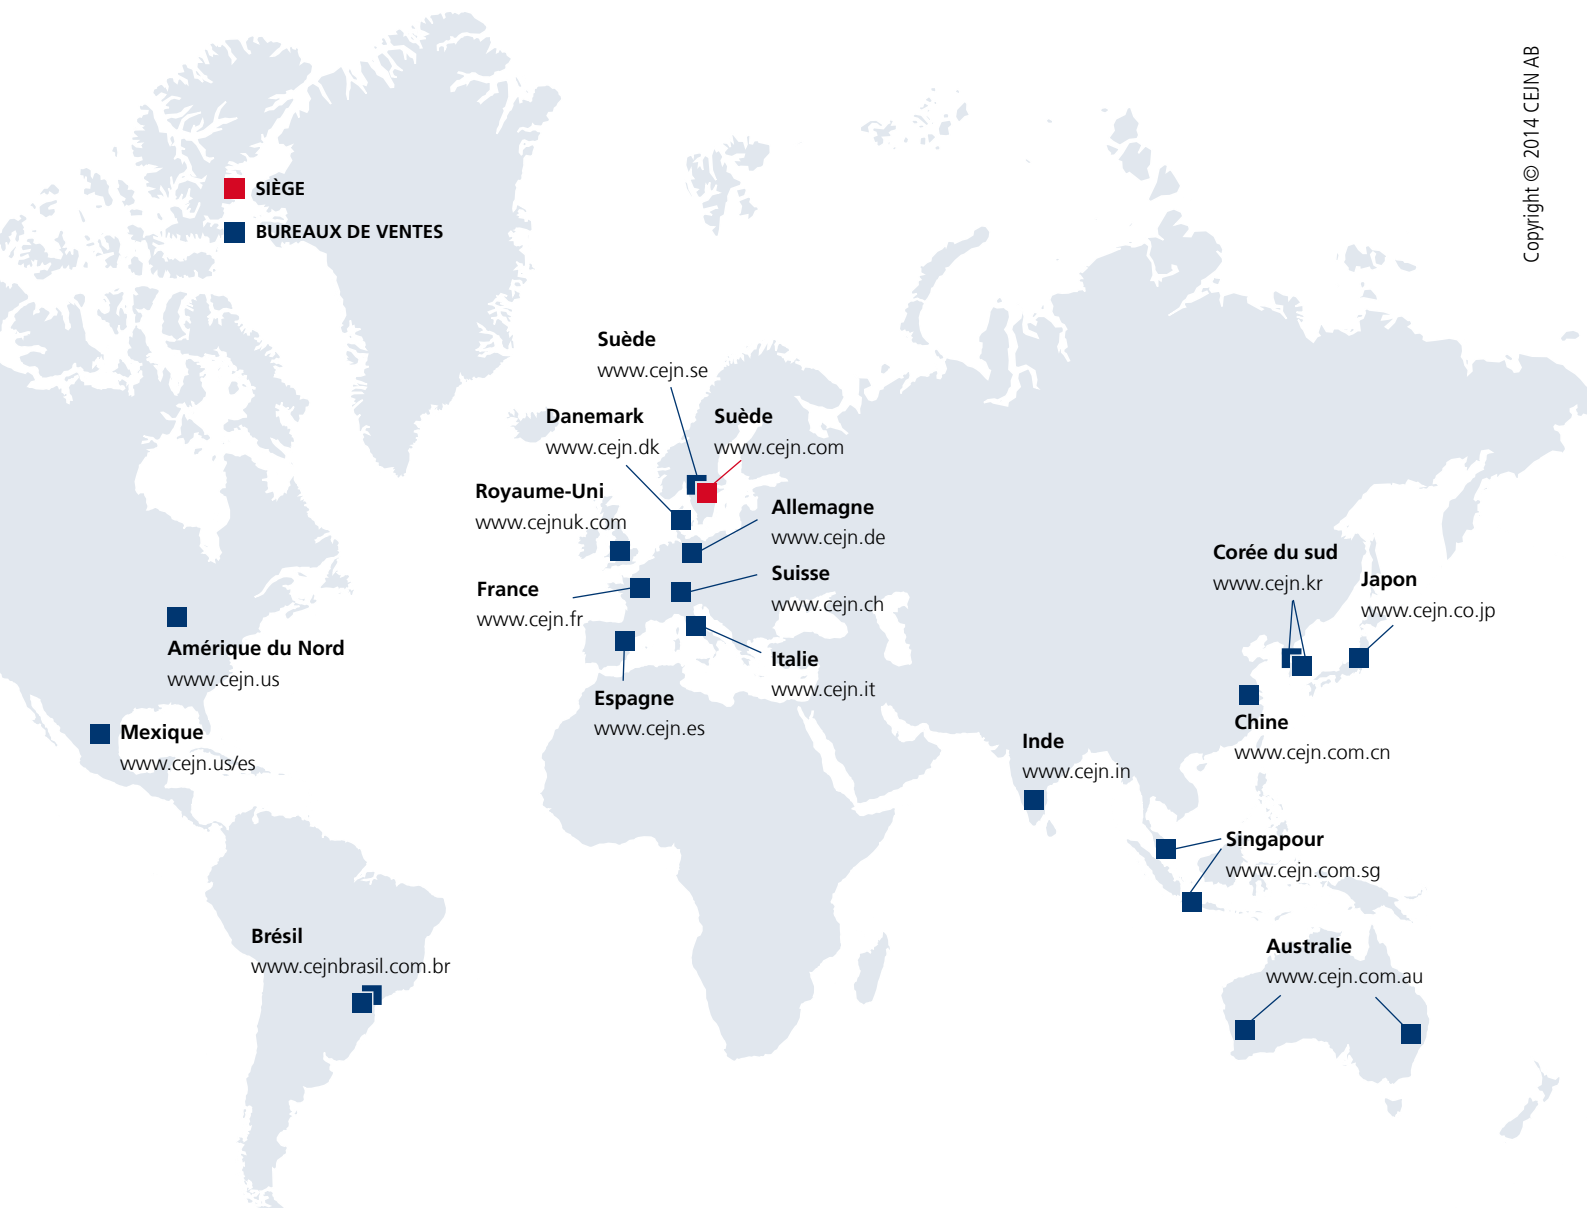 Copyright © 2014 CEJN AB
SIÈGE
BUREAUX DE VENTES
Suède
www.cejn.se
Danemark
www.cejn.dk
Suède
www.cejn.com
Royaume-Uni
www.cejnuk.com
Allemagne
www.cejn.de
France
www.cejn.fr
Suisse
www.cejn.ch
Italie
www.cejn.it
Espagne
www.cejn.es
Corée du sud
www.cejn.kr
Japon
www.cejn.co.jp
Amérique du Nord
www.cejn.us
Mexique
www.cejn.us/es
Chine
www.cejn.com.cn
Inde
www.cejn.in
Singapour
www.cejn.com.sg
Brésil
www.cejnbrasil.com.br
Australie
www.cejn.com.au